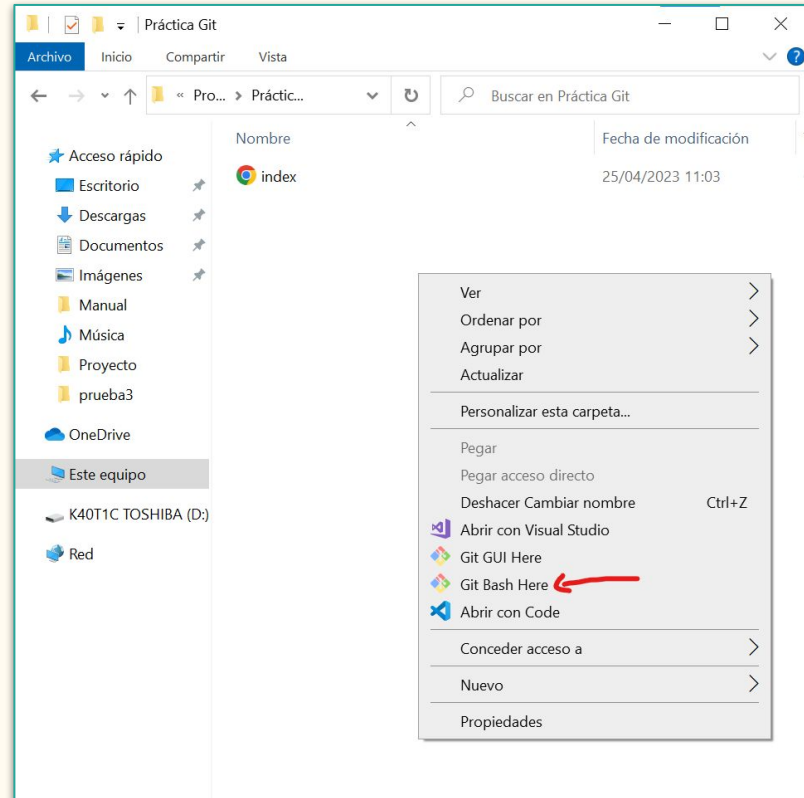 Práctica Git
Archivo Inicio Compartir Vista
« Pro... > Práctic... Buscar en Práctica Git
Nombre Fecha de modificación
Acceso rápido
index 25/04/2023 11:03
Escritorio
Descargas
Documentos
Imágenes
Manual
Música
Proyecto
prueba3
OneDrive
Este equipo
K40T1C TOSHIBA (D:)
Red
Ver
Ordenar por
Agrupar por
Actualizar
Personalizar esta carpeta...
Pegar
Pegar acceso directo
Deshacer Cambiar nombre Ctrl+Z
Abrir con Visual Studio
Git GUI Here
Git Bash Here
Abrir con Code
Conceder acceso a
Nuevo
Propiedades